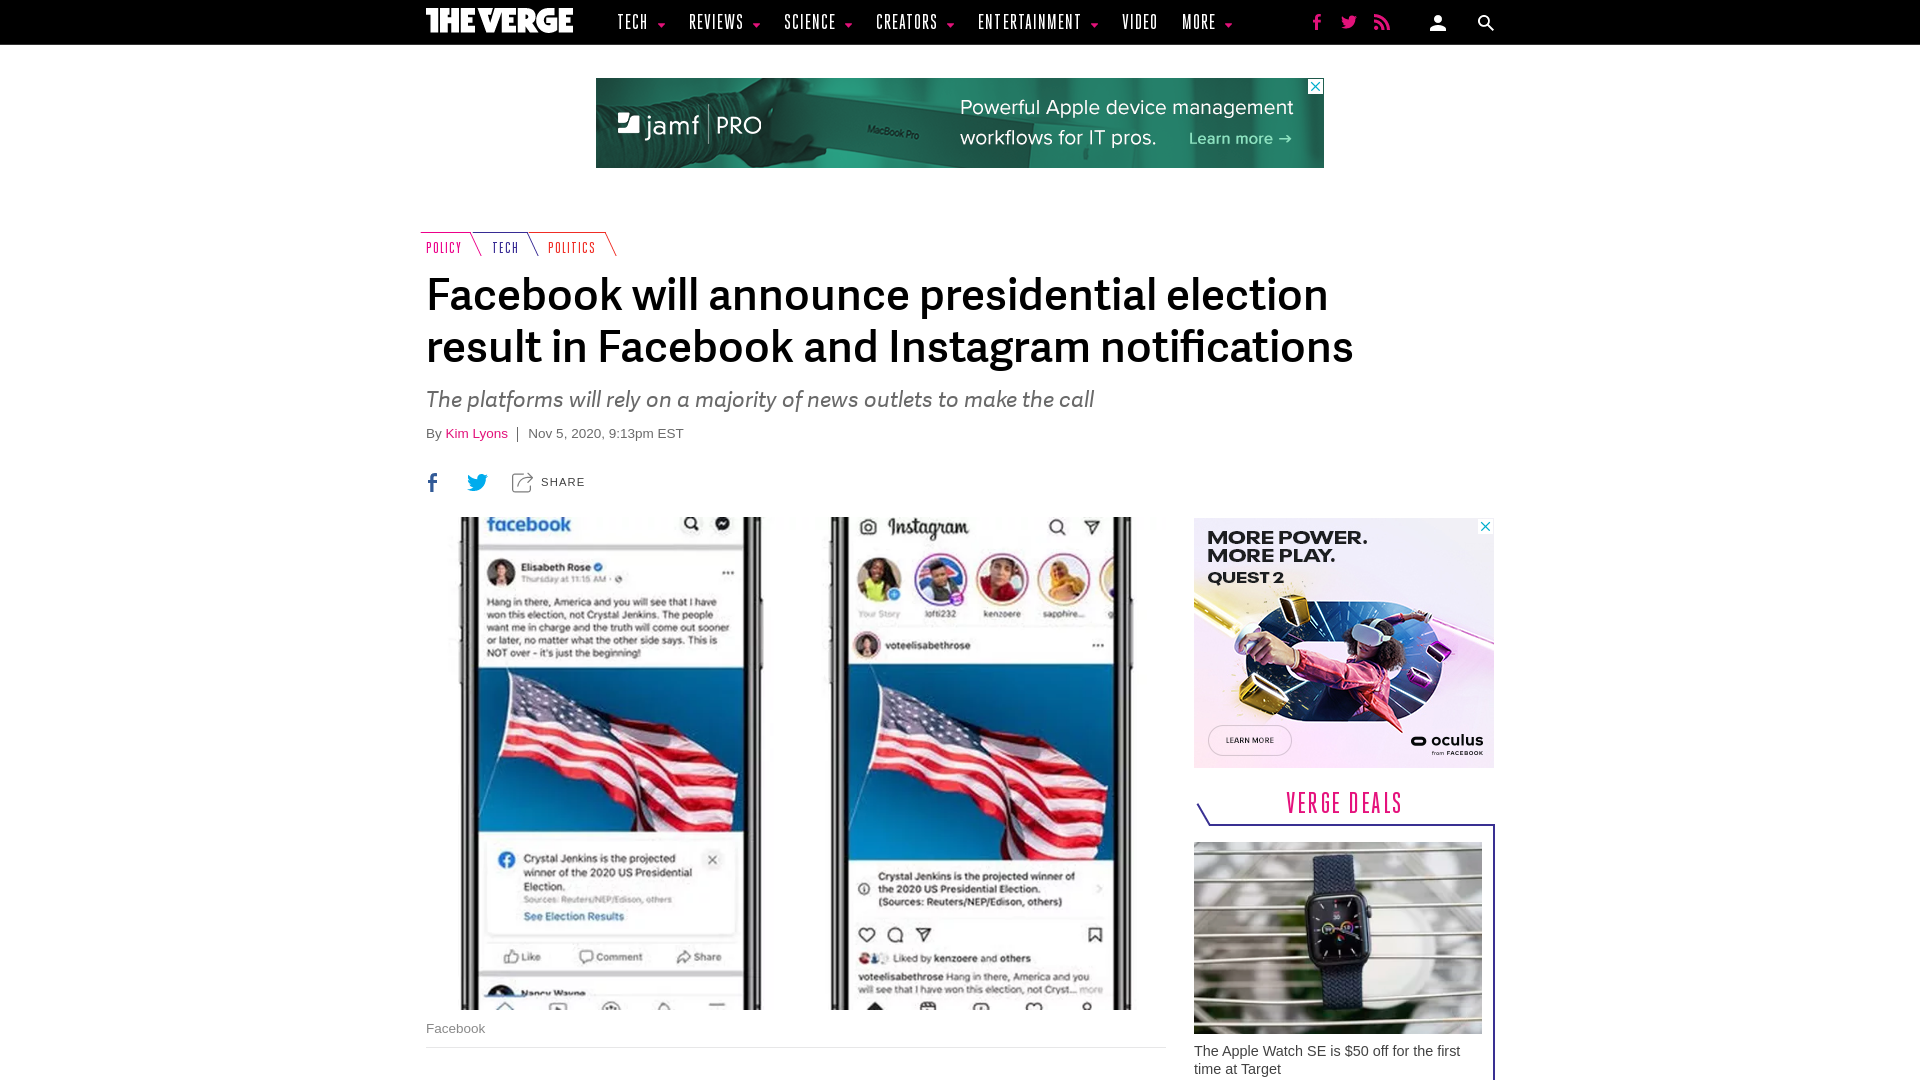 THE VERGE
TECH
REVIEWS
SCIENCE
CREATORS
ENTERTAINMENT
VIDEO
MORE
jamf PRO
MacBook Pro
Powerful Apple device management
workflows for IT pros.
Learn more →
POLICY
TECH
POLITICS
Facebook will announce presidential election
result in Facebook and Instagram notifications
The platforms will rely on a majority of news outlets to make the call
By Kim Lyons | Nov 5, 2020, 9:13pm EST
SHARE
facebook
Elisabeth Rose
Thursday at 11:15 AM
Hang in there, America and you will see that I have
won this election, not Crystal Jenkins. The people
want me in charge and the truth will come out sooner
or later, no matter what the other side says. This is
NOT over - it's just the beginning!
Crystal Jenkins is the projected
winner of the 2020 US Presidential
Election.
Sources: Reuters/NEP/Edison, others
See Election Results
Like
Comment
Share
Nancy Wayne
Instagram
Your Story
lofti232
kenzoere
sapphire...
voteelisabethrose
Crystal Jenkins is the projected winner of
the 2020 US Presidential Election.
(Sources: Reuters/NEP/Edison, others)
Liked by kenzoere and others
voteelisabethrose Hang in there, America and you
will see that I have won this election, not Cryst... more
Facebook
MORE POWER.
MORE PLAY.
QUEST 2
LEARN MORE
oculus
from FACEBOOK
VERGE DEALS
The Apple Watch SE is $50 off for the first
time at Target